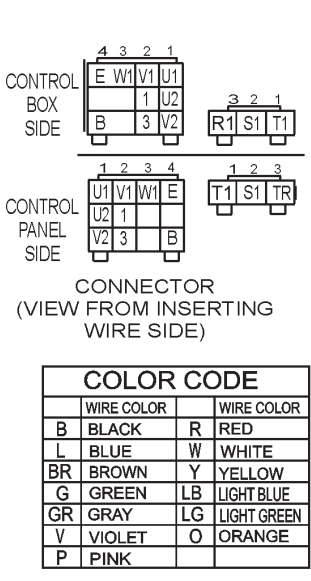 4 3 2 1
CONTROL BOX SIDE
E W1 V1 U1
1 U2
B 3 V2
3 2 1
R1 S1 T1
1 2 3 4
CONTROL PANEL SIDE
U1 V1 W1 E
U2 1
V2 3 B
1 2 3
T1 S1 TR
CONNECTOR
(VIEW FROM INSERTING
WIRE SIDE)
COLOR CODE
WIRE COLOR WIRE COLOR
B BLACK R RED
L BLUE W WHITE
BR BROWN Y YELLOW
G GREEN LB LIGHT BLUE
GR GRAY LG LIGHT GREEN
V VIOLET O ORANGE
P PINK